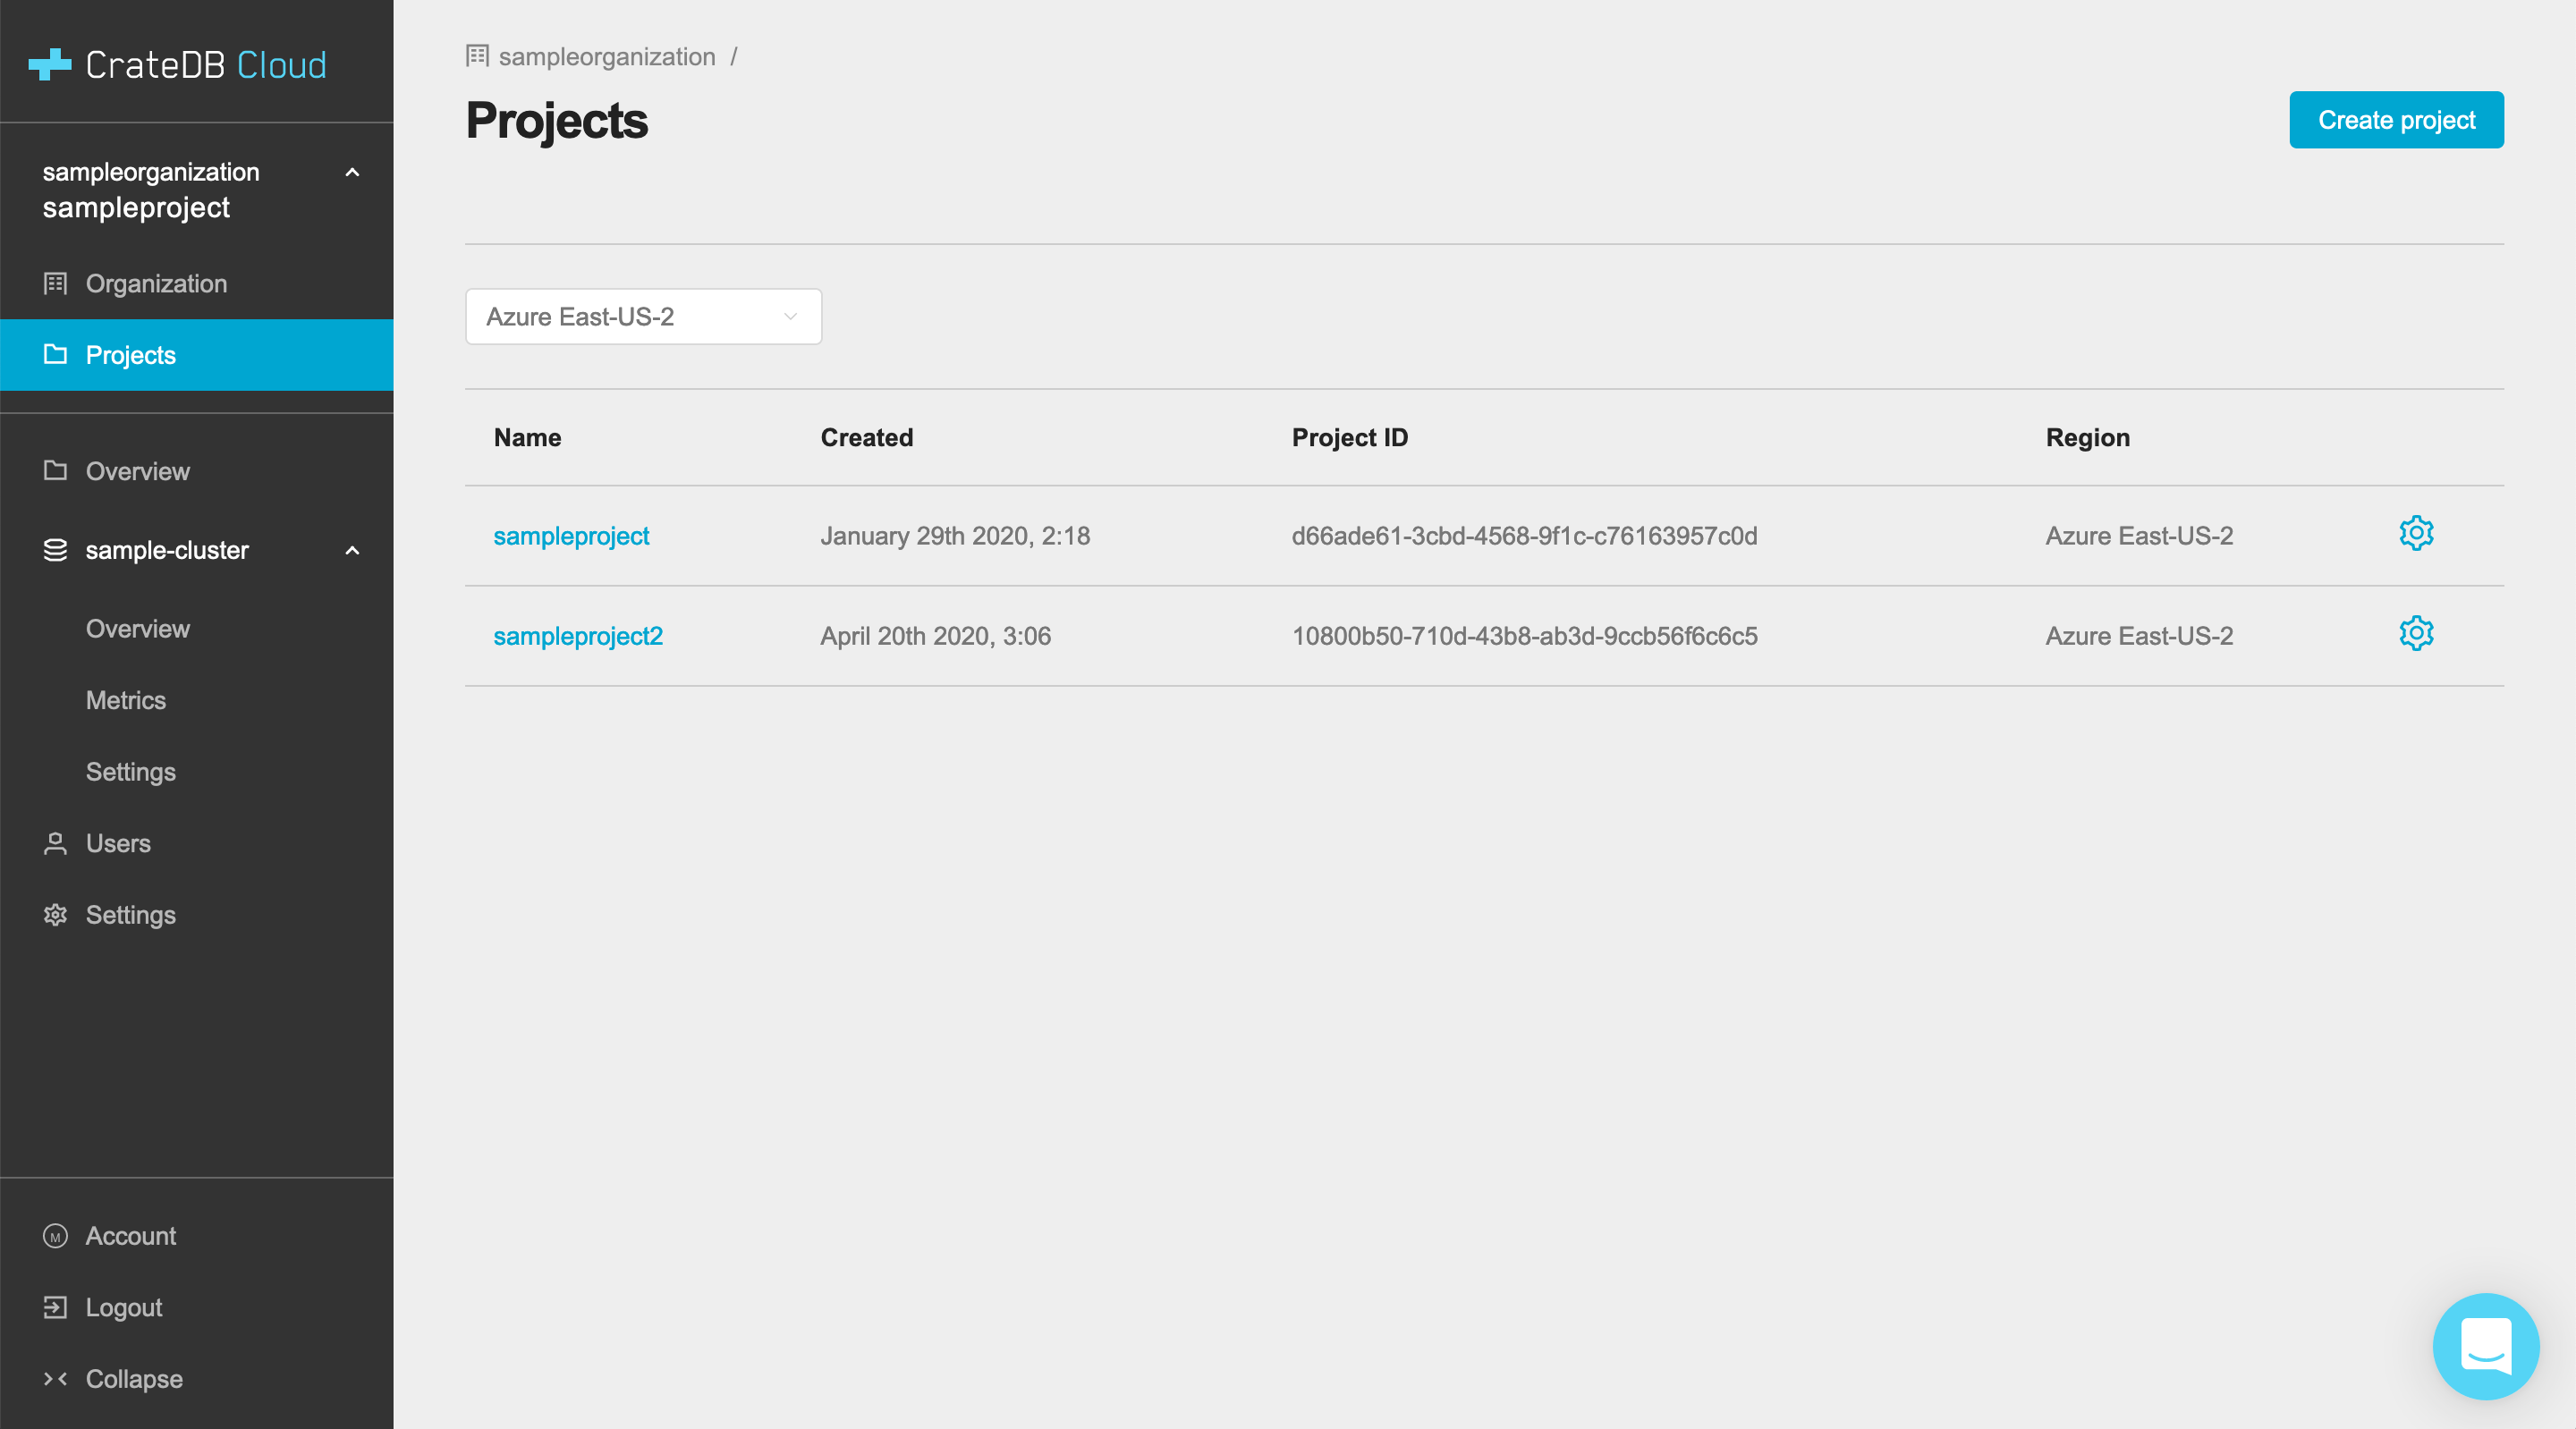 CrateDB Cloud
sampleorganization
sampleproject
Organization
Projects
Overview
sample-cluster
Overview
Metrics
Settings
Users
Settings
M Account
Logout
Collapse
sampleorganization /
Projects
Create project
Azure East-US-2
Name Created Project ID Region
sampleproject January 29th 2020, 2:18 d66ade61-3cbd-4568-9f1c-c76163957c0d Azure East-US-2
sampleproject2 April 20th 2020, 3:06 10800b50-710d-43b8-ab3d-9ccb56f6c6c5 Azure East-US-2